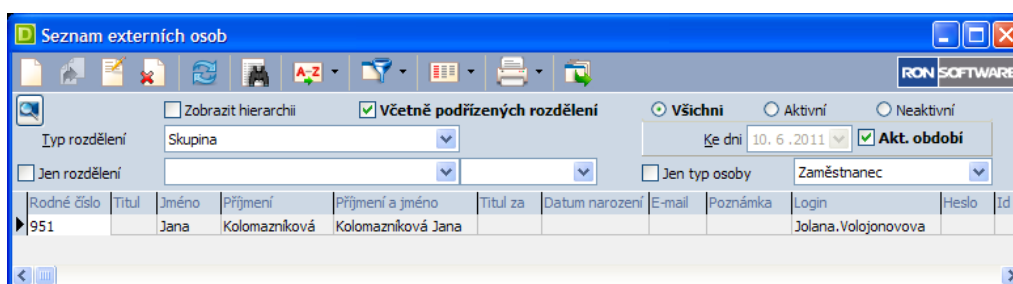 Seznam externích osob
A-Z
RON SOFTWARE
Zobrazit hierarchii Včetně podřízených rozdělení Všichni Aktivní Neaktivní
Typ rozdělení Skupina Ke dni 10. 6 .2011 Akt. období
Jen rozdělení Jen typ osoby Zaměstnanec
Rodné číslo Titul Jméno Příjmení Příjmení a jméno Titul za Datum narození E-mail Poznámka Login Heslo Id
951 Jana Kolomazníková Kolomazníková Jana Jolana.Volojonovova